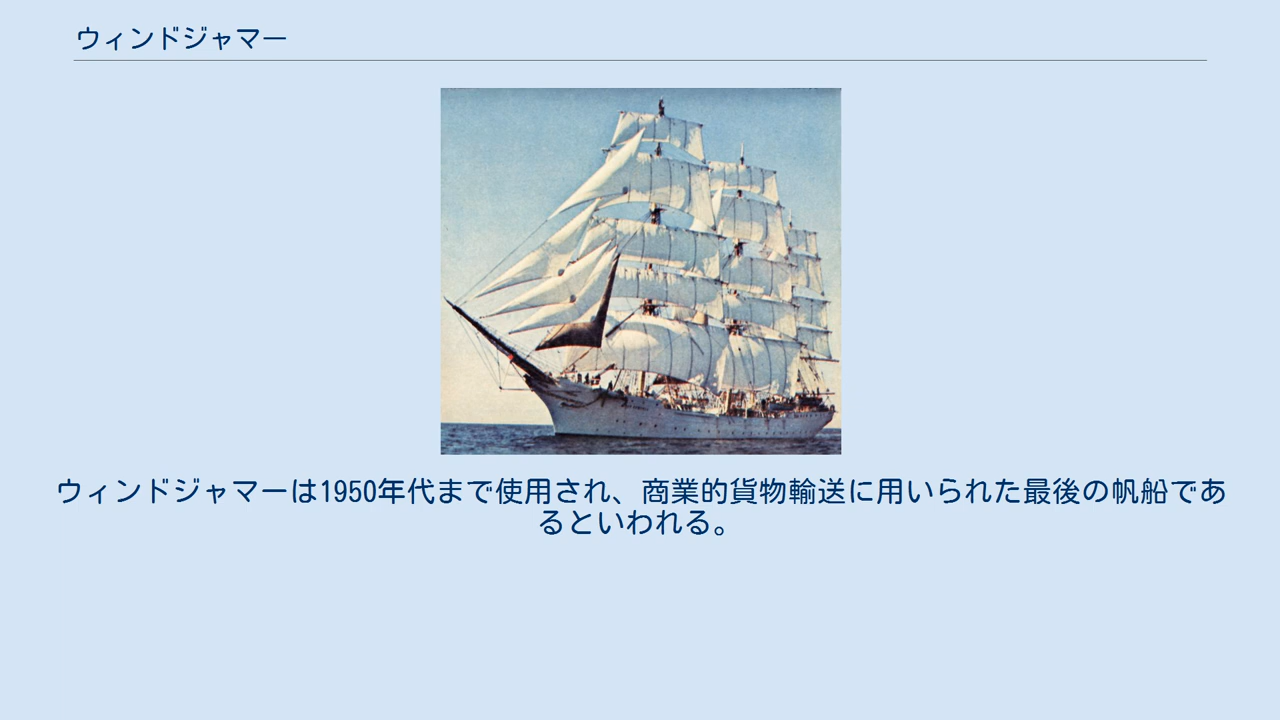 ウィンドジャマー
ウィンドジャマーは1950年代まで使用され、商業的貨物輸送に用いられた最後の帆船であ
るといわれる。